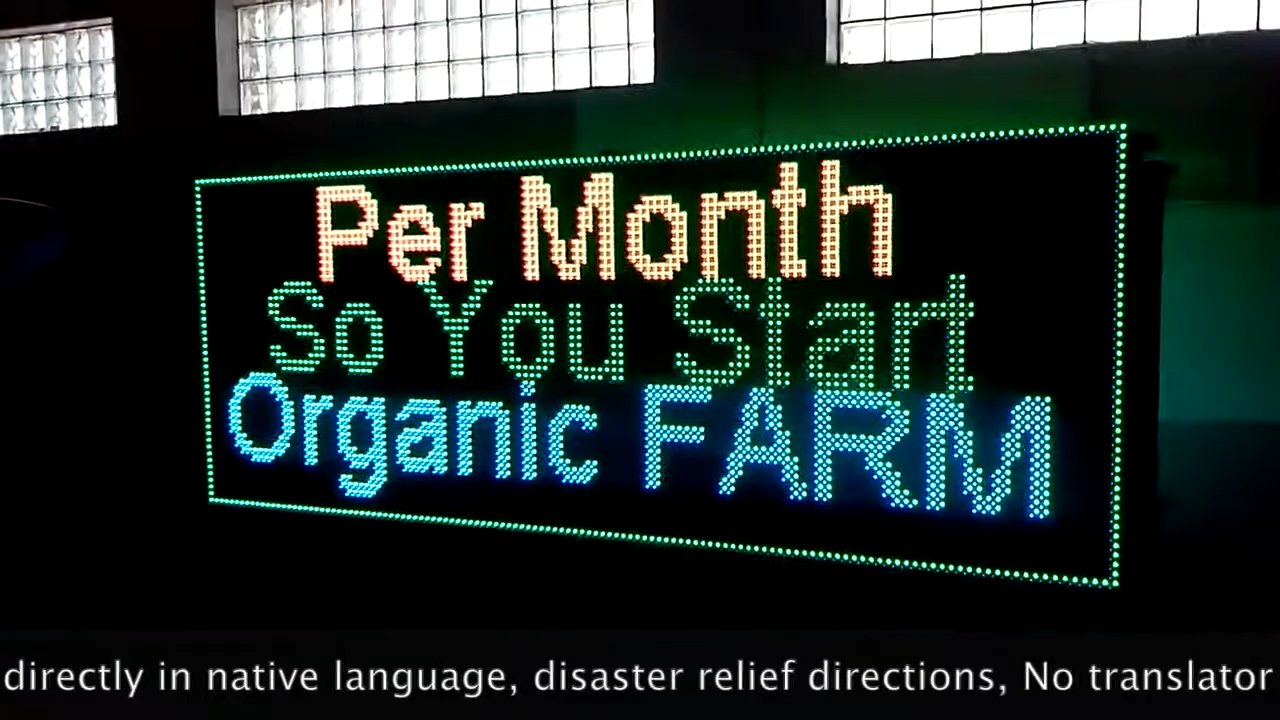 Per Month
So You Start
Organic FARM
directly in native language, disaster relief directions, No translator